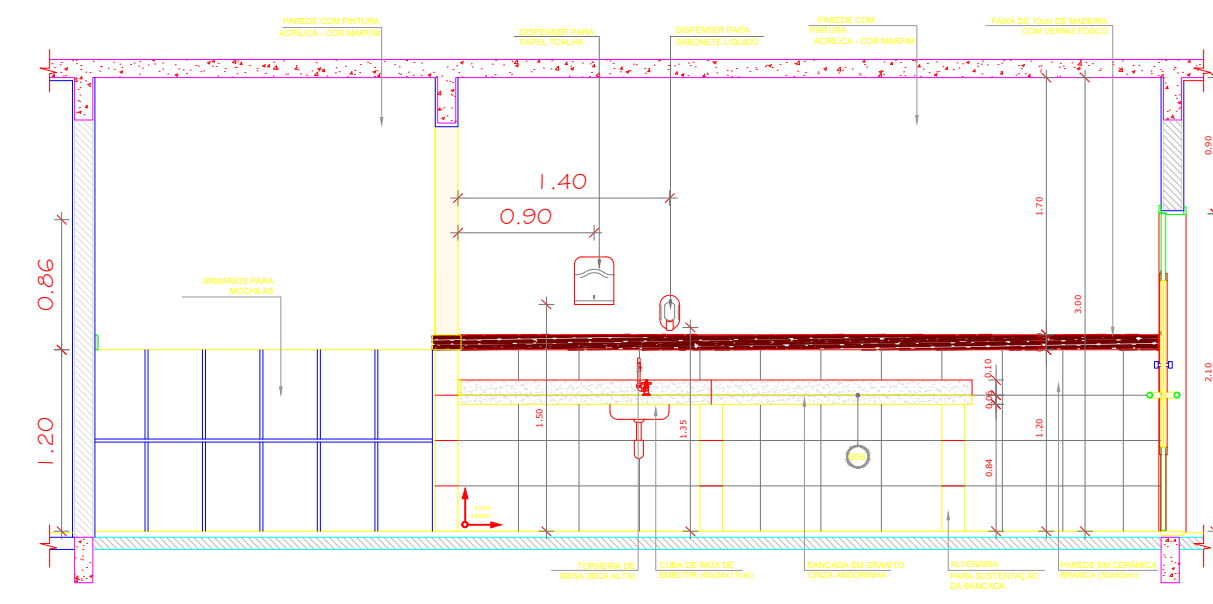 PAREDE COM PINTURA
ACRÍLICA - COR MARFIM
DISPENSER PARA
PAPEL TOALHA
DISPENSER PARA
SABONETE LÍQUIDO
PAREDE COM
PINTURA
ACRÍLICA - COR MARFIM
FAIXA DE 10cm DE MADEIRA
COM VERNIZ FOSCO
0.90
1.40
0.90
1.70
0.86
ARMÁRIOS PARA
MOCHILAS
3.00
2.10
0.10
0.06
1.50
1.35
1.20
1.20
0.84
TORNEIRA DE
MESA (BICA ALTA)
CUBA DE INOX DE
BANCADA EM GRANITO
CINZA ANDORINHA
ALVENARIA
PARA SUSTENTAÇÃO
DA BANCADA
PAREDE EM CERÂMICA
BRANCA (30x40cm)